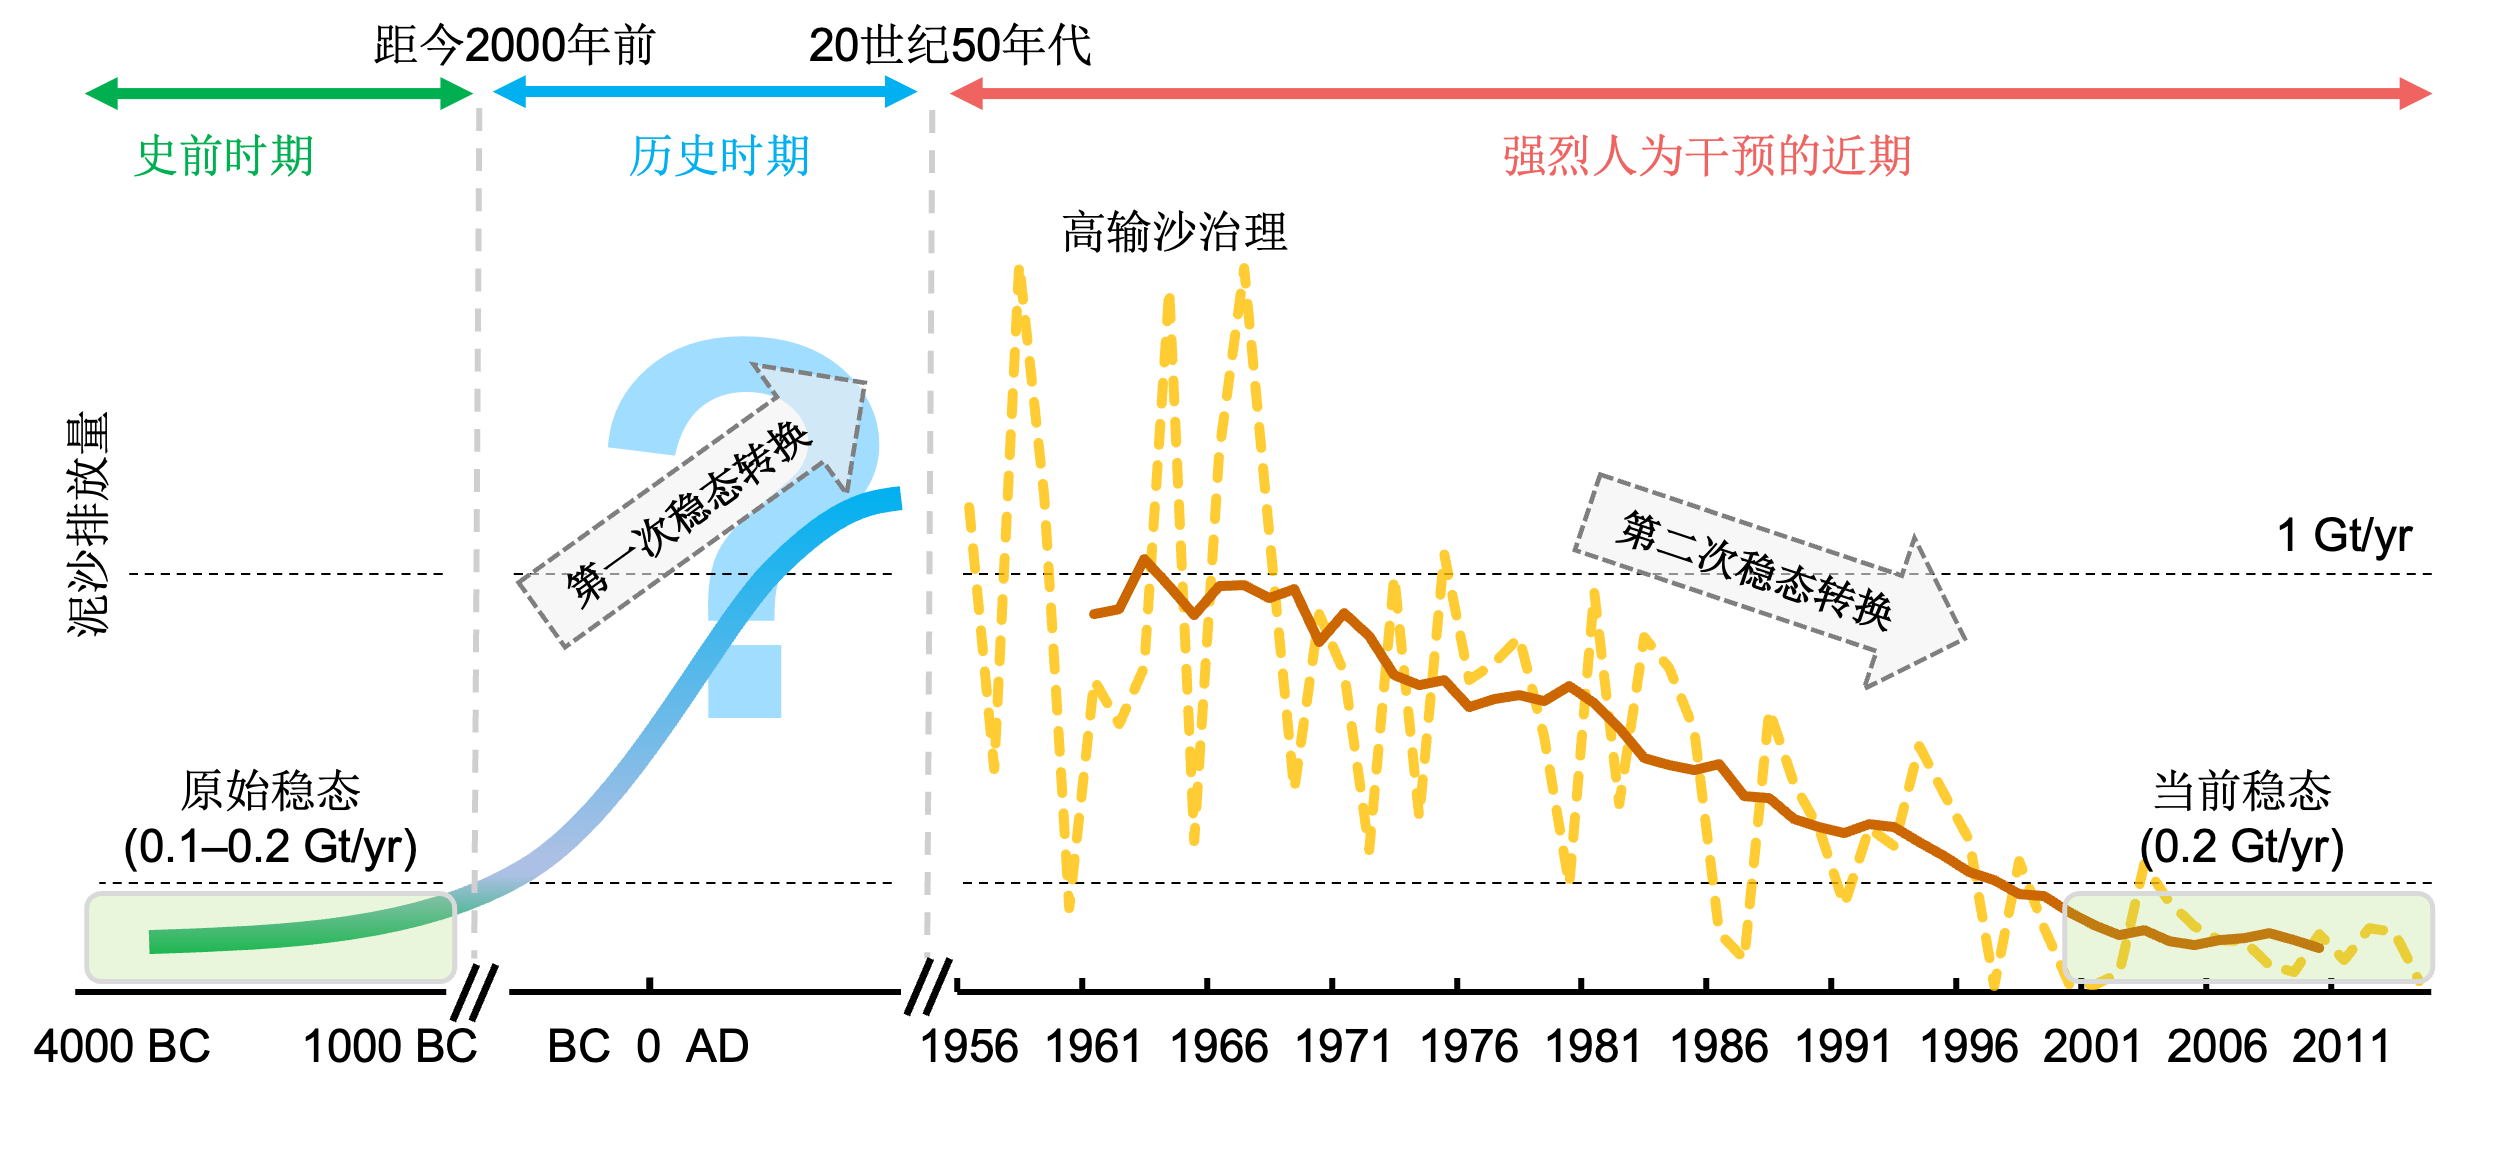 距今2000年前
20世纪50年代
史前时期
历史时期
强烈人为干预的近期
高输沙治理
泥沙排放量
第一次稳态转换
第二次稳态转换
1 Gt/yr
原始稳态
(0.1–0.2 Gt/yr)
当前稳态
(0.2 Gt/yr)
4000 BC 1000 BC BC 0 AD 1956 1961 1966 1971 1976 1981 1986 1991 1996 2001 2006 2011